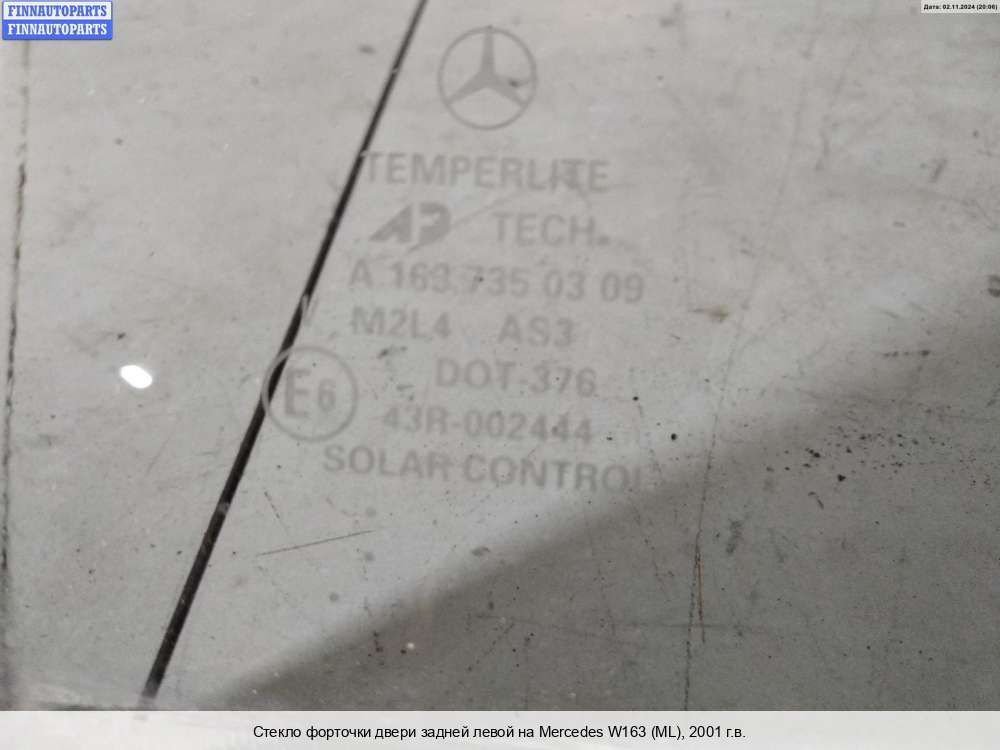 FINNAUTOPARTS
FINNAUTOPARTS
Дата: 02.11.2024 (20:06)
TEMPERLITE
AP TECH.
A 163 735 03 09
M2L4 AS3
DOT-376
E6
43R-002444
SOLAR CONTROL
Стекло форточки двери задней левой на Mercedes W163 (ML), 2001 г.в.